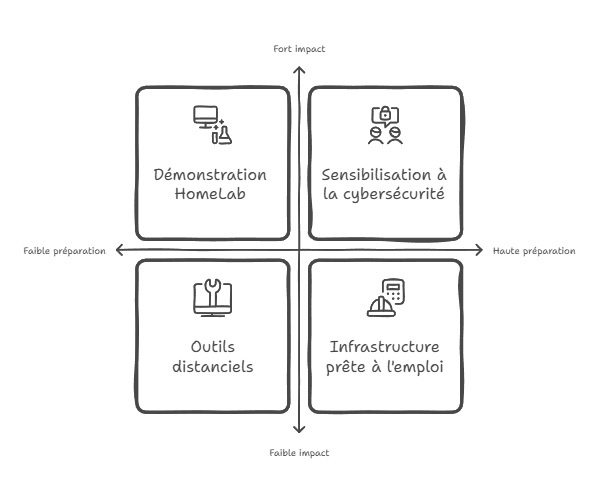 Fort impact
Démonstration
HomeLab
Sensibilisation à
la cybersécurité
Faible préparation
Haute préparation
Outils
distanciels
Infrastructure
prête à l'emploi
Faible impact